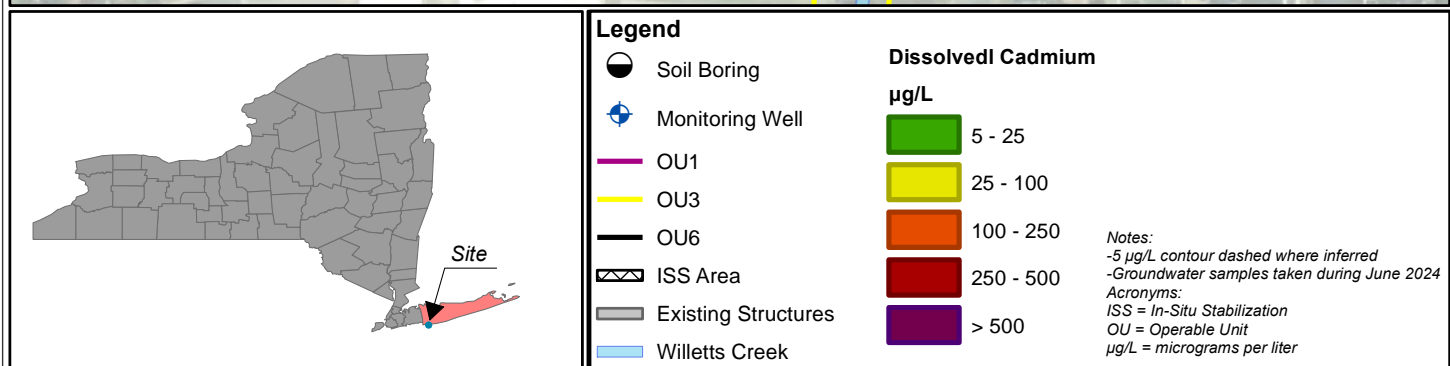 Site
Legend
Soil Boring
Monitoring Well
OU1
OU3
OU6
ISS Area
Existing Structures
Willetts Creek
Dissolvedl Cadmium
µg/L
5 - 25
25 - 100
100 - 250
250 - 500
> 500
Notes:
-5 µg/L contour dashed where inferred
-Groundwater samples taken during June 2024
Acronyms:
ISS = In-Situ Stabilization
OU = Operable Unit
µg/L = micrograms per liter